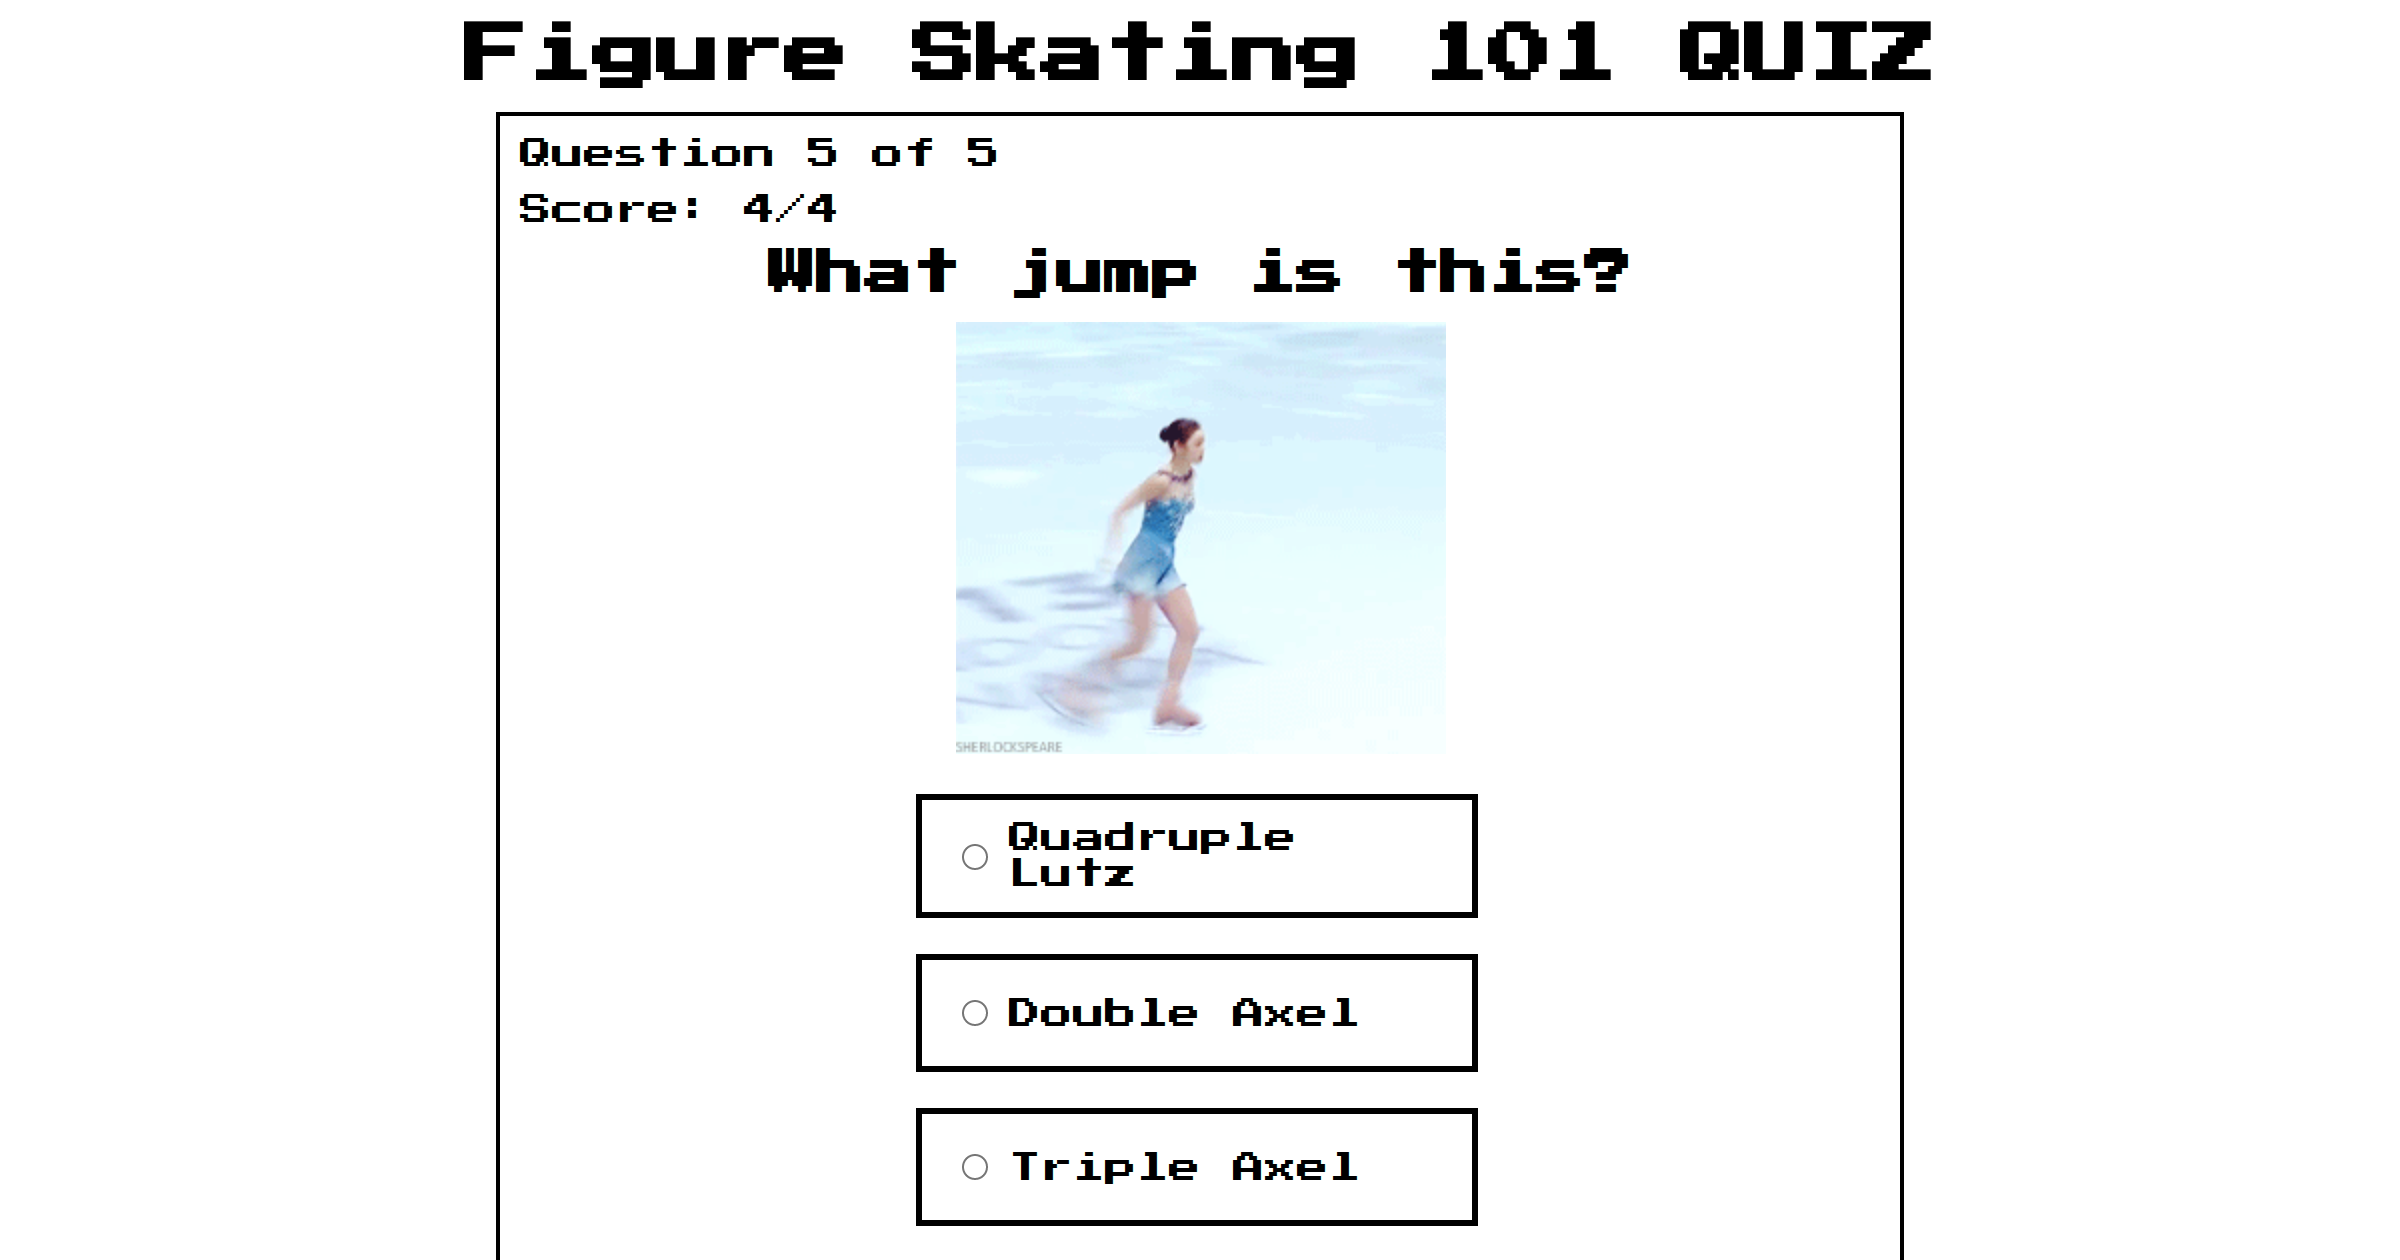 Figure Skating 101 QUIZ
Question 5 of 5
Score: 4/4
What jump is this?
SHERLOCKSPEARE
Quadruple
Lutz
Double Axel
Triple Axel